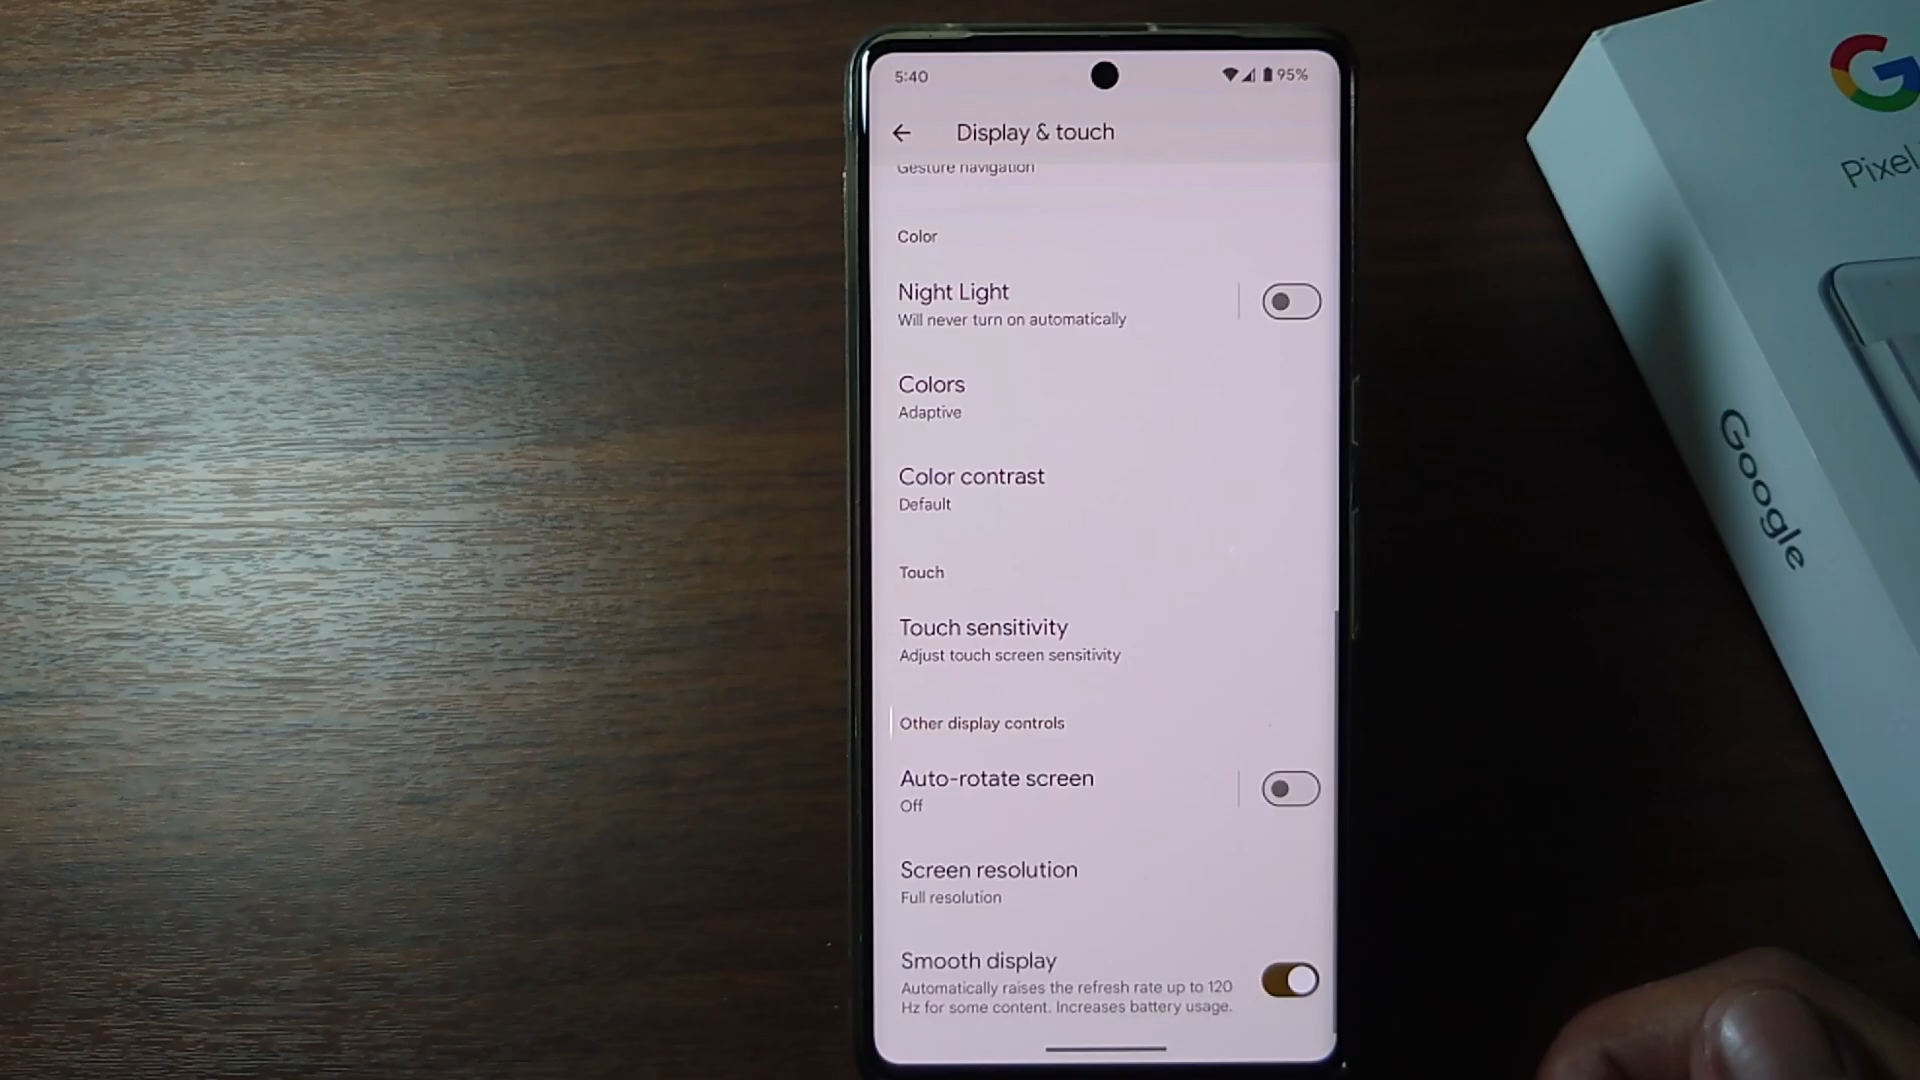 5:40
95%
Display & touch
Gesture navigation
Color
Night Light
Will never turn on automatically
Colors
Adaptive
Color contrast
Default
Touch
Touch sensitivity
Adjust touch screen sensitivity
Other display controls
Auto-rotate screen
Off
Screen resolution
Full resolution
Smooth display
Automatically raises the refresh rate up to 120
Hz for some content. Increases battery usage.
G
Pixel
Google